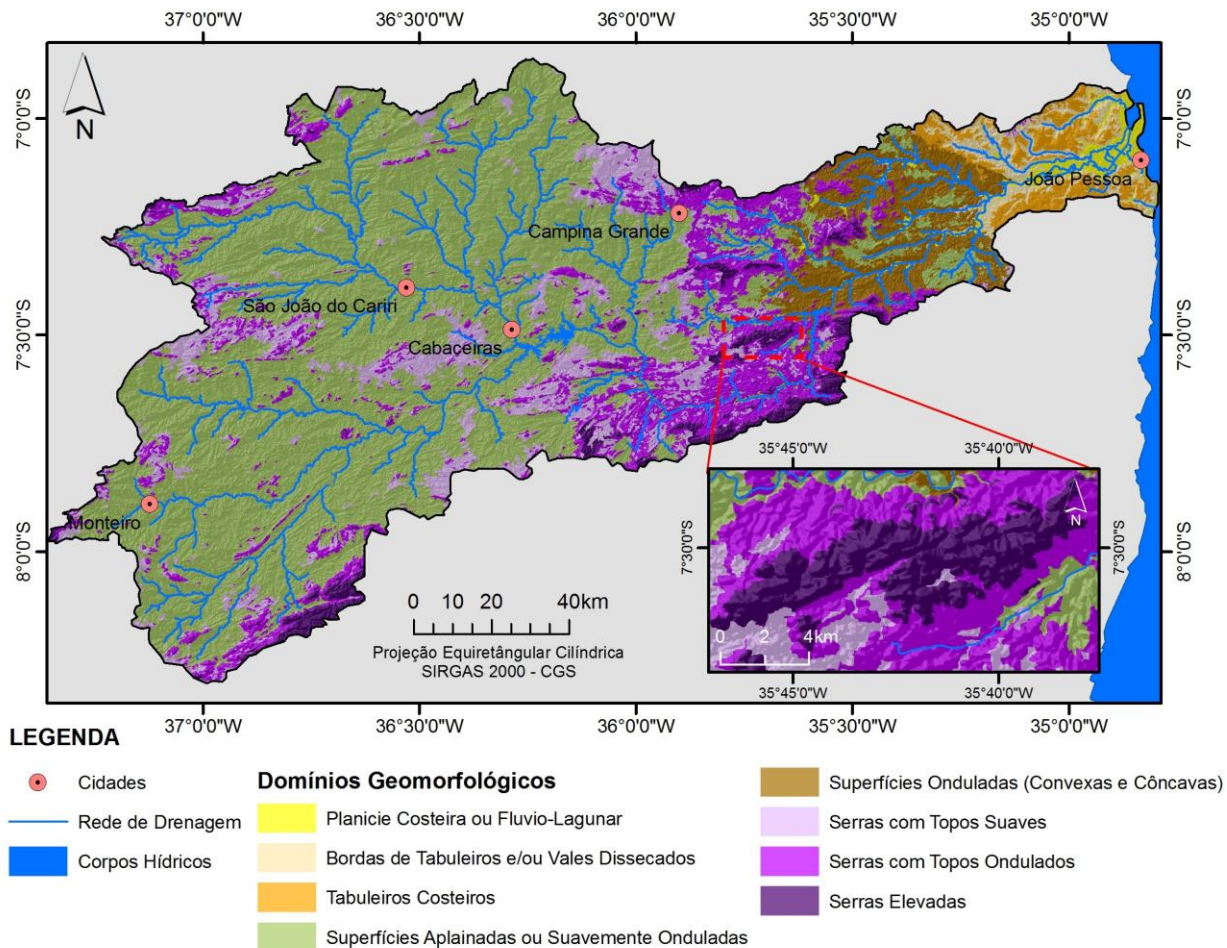 37°0'0"W 36°30'0"W 36°0'0"W 35°30'0"W 35°0'0"W
N
7°0'0"S
7°0'0"S
João Pessoa
Campina Grande
São João do Cariri
Cabaceiras
7°30'0"S
7°30'0"S
Monteiro
8°0'0"S
8°0'0"S
0 10 20 40km
Projeção Equiretângular Cilíndrica
SIRGAS 2000 - CGS
35°45'0"W 35°40'0"W
N
7°30'0"S
7°30'0"S
0 2 4km
35°45'0"W 35°40'0"W
37°0'0"W 36°30'0"W 36°0'0"W 35°30'0"W 35°0'0"W
LEGENDA
Cidades
Rede de Drenagem
Corpos Hídricos
Domínios Geomorfológicos
Planicie Costeira ou Fluvio-Lagunar
Bordas de Tabuleiros e/ou Vales Dissecados
Tabuleiros Costeiros
Superfícies Aplainadas ou Suavemente Onduladas
Superfícies Onduladas (Convexas e Côncavas)
Serras com Topos Suaves
Serras com Topos Ondulados
Serras Elevadas